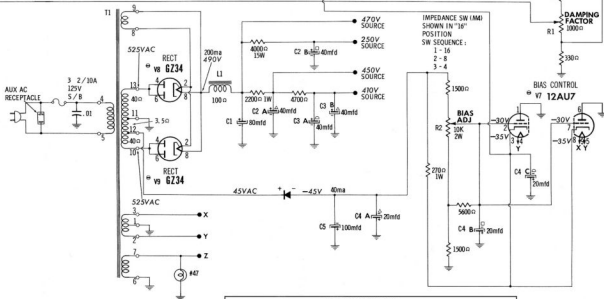 T1
9
8
525VAC
RECT
V8 GZ34
200ma
490V
L1
100Ω
4000Ω
15W
C2 B 40mfd
470V
SOURCE
250V
SOURCE
450V
SOURCE
410V
SOURCE
IMPEDANCE SW (M4)
SHOWN IN "16"
POSITION
SW SEQUENCE :
1 - 16
2 - 8
3 - 4
DAMPING
FACTOR
R1
1000Ω
330Ω
AUX AC
RECEPTACLE
3 2/10A
125V
S/B
.01
4
5
13
40Ω
11
3.5Ω
12
40Ω
10
2200Ω 1W
4700Ω
C1 80mfd
C2 A 40mfd
C3 A 40mfd
C3 B 40mfd
RECT
V9 GZ34
525VAC
1500Ω
BIAS
ADJ
R2
10K
2W
BIAS CONTROL
V7 12AU7
-30V
-35V
-30V
-35V
Y
X Y
C4 C
20mfd
270Ω
1W
5600Ω
C4 B 20mfd
1500Ω
45VAC
-45V
40ma
C5 100mfd
C4 A 20mfd
3
1
2
X
Y
7
Z
6
#47